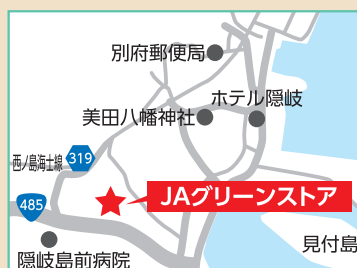 別府郵便局
ホテル隠岐
美田八幡神社
西ノ島海士線
319
485
JAグリーンストア
隠岐島前病院
見付島